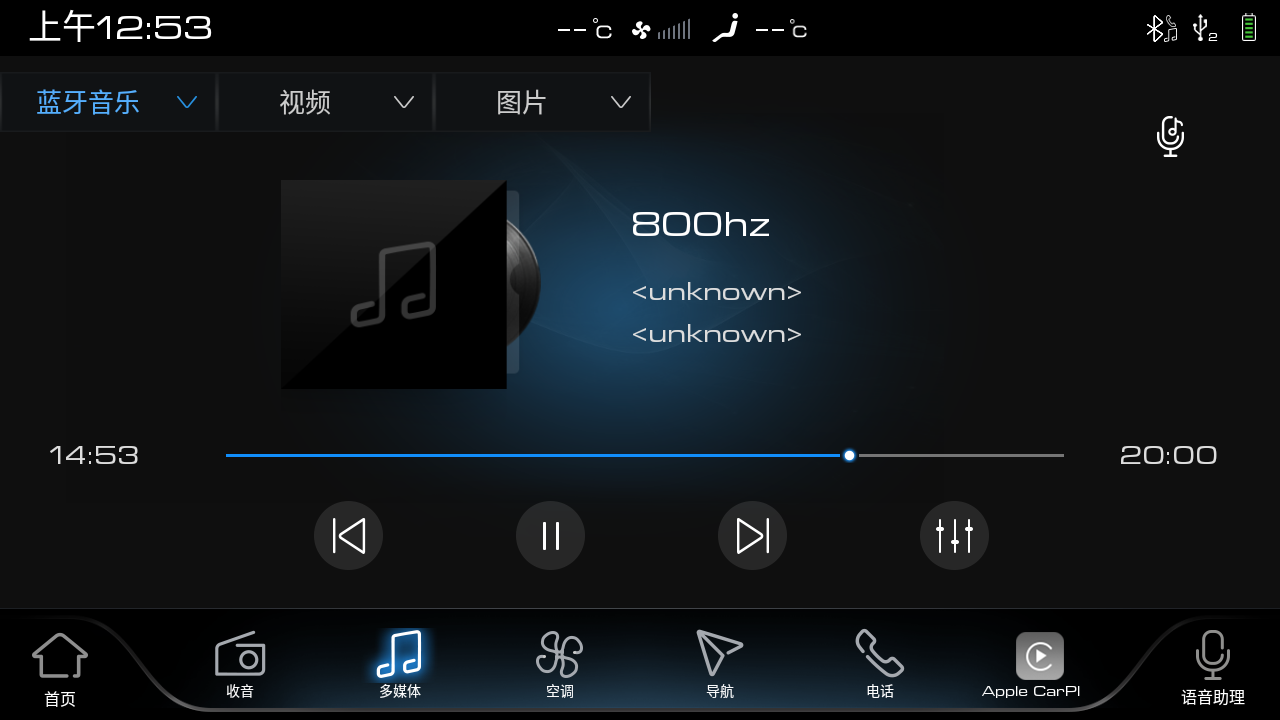 上午12:53
--°C
--°C
2
蓝牙音乐
视频
图片
800hz
<unknown>
<unknown>
14:53
20:00
首页
收音
多媒体
空调
导航
电话
Apple CarPl
语音助理